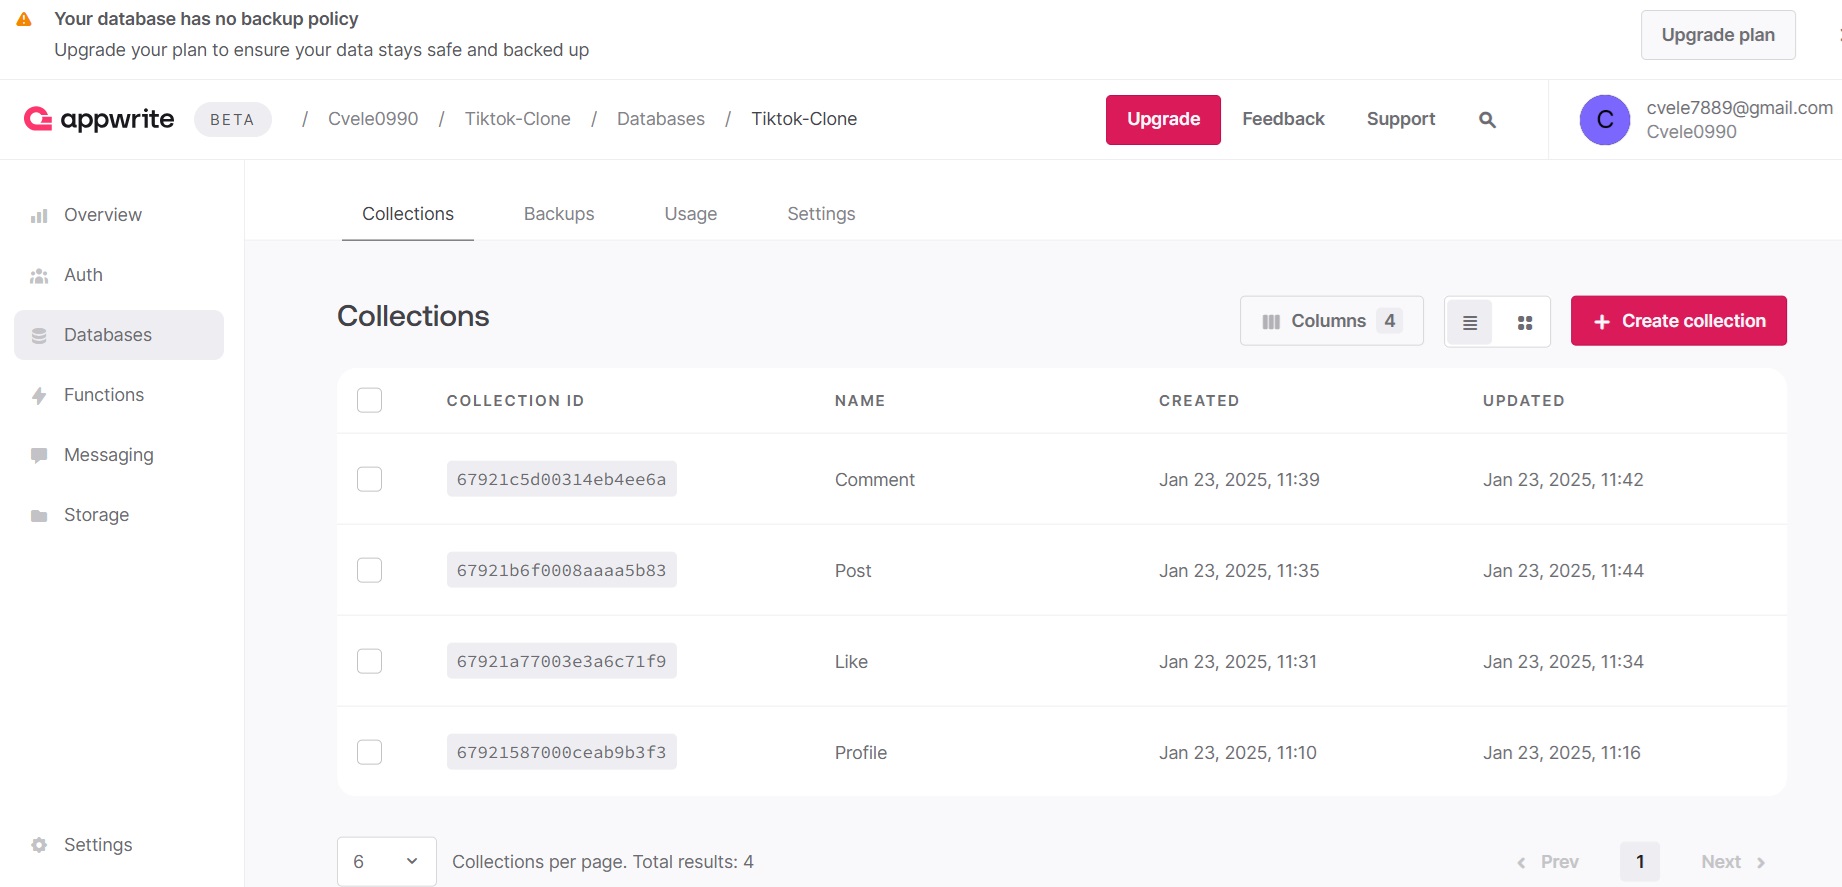 Your database has no backup policy
Upgrade your plan to ensure your data stays safe and backed up
Upgrade plan
appwrite BETA / Cvele0990 / Tiktok-Clone / Databases / Tiktok-Clone
Upgrade Feedback Support
C
cvele7889@gmail.com
Cvele0990
Overview
Auth
Databases
Functions
Messaging
Storage
Settings
Collections Backups Usage Settings
Collections
Columns 4
+ Create collection
COLLECTION ID NAME CREATED UPDATED
67921c5d00314eb4ee6a Comment Jan 23, 2025, 11:39 Jan 23, 2025, 11:42
67921b6f0008aaaa5b83 Post Jan 23, 2025, 11:35 Jan 23, 2025, 11:44
67921a77003e3a6c71f9 Like Jan 23, 2025, 11:31 Jan 23, 2025, 11:34
67921587000ceab9b3f3 Profile Jan 23, 2025, 11:10 Jan 23, 2025, 11:16
6 Collections per page. Total results: 4
Prev 1 Next